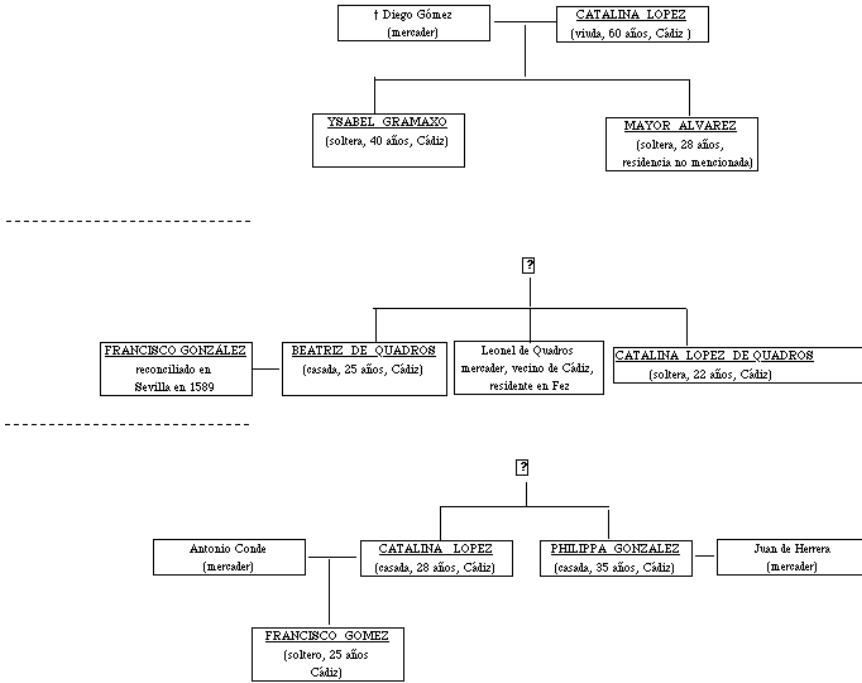 † Diego Gómez
(mercader)
CATALINA LOPEZ
(viuda, 60 años, Cádiz )
YSABEL GRAMAXO
(soltera, 40 años, Cádiz)
MAYOR ALVAREZ
(soltera, 28 años,
residencia no mencionada)
?
FRANCISCO GONZÁLEZ
reconciliado en
Sevilla en 1589
BEATRIZ DE QUADROS
(casada, 25 años, Cádiz)
Leonel de Quadros
mercader, vecino de Cádiz,
residente en Fez
CATALINA LOPEZ DE QUADROS
(soltera, 22 años, Cádiz)
?
Antonio Conde
(mercader)
CATALINA LOPEZ
(casada, 28 años, Cádiz)
PHILIPPA GONZALEZ
(casada, 35 años, Cádiz)
Juan de Herrera
(mercader)
FRANCISCO GOMEZ
(soltero, 25 años
Cádiz)